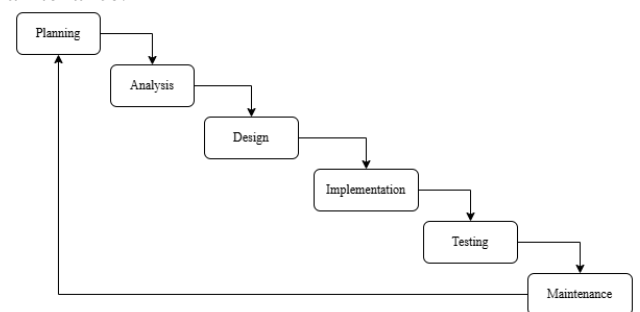 Planning
Analysis
Design
Implementation
Testing
Maintenance